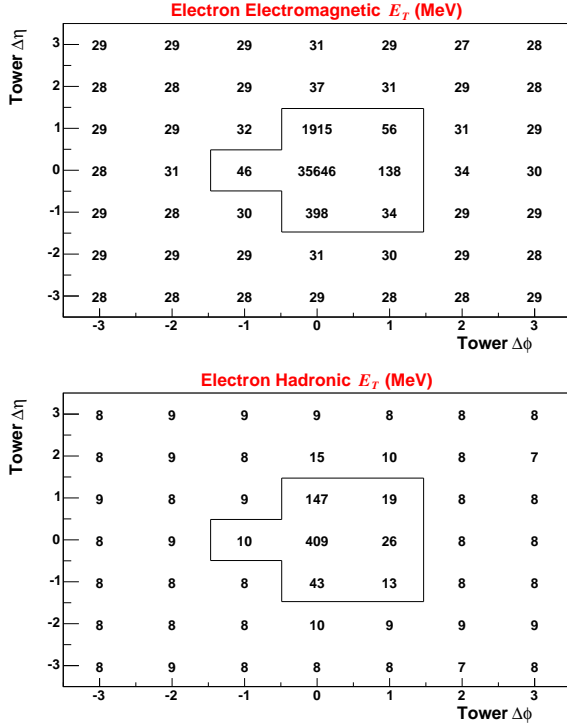 Electron Electromagnetic E_T (MeV)
Tower Δη
3 29 29 29 31 29 27 28
2 28 28 29 37 31 29 28
1 29 29 32 1915 56 31 29
0 28 31 46 35646 138 34 30
-1 29 28 30 398 34 29 29
-2 29 29 29 31 30 29 28
-3 28 28 28 29 28 28 29
-3 -2 -1 0 1 2 3
Tower Δϕ
Electron Hadronic E_T (MeV)
Tower Δη
3 8 9 9 9 8 8 8
2 8 9 8 15 10 8 7
1 9 8 9 147 19 8 8
0 8 9 10 409 26 8 8
-1 8 8 8 43 13 8 8
-2 8 8 8 10 9 9 9
-3 8 9 8 8 8 7 8
-3 -2 -1 0 1 2 3
Tower Δϕ